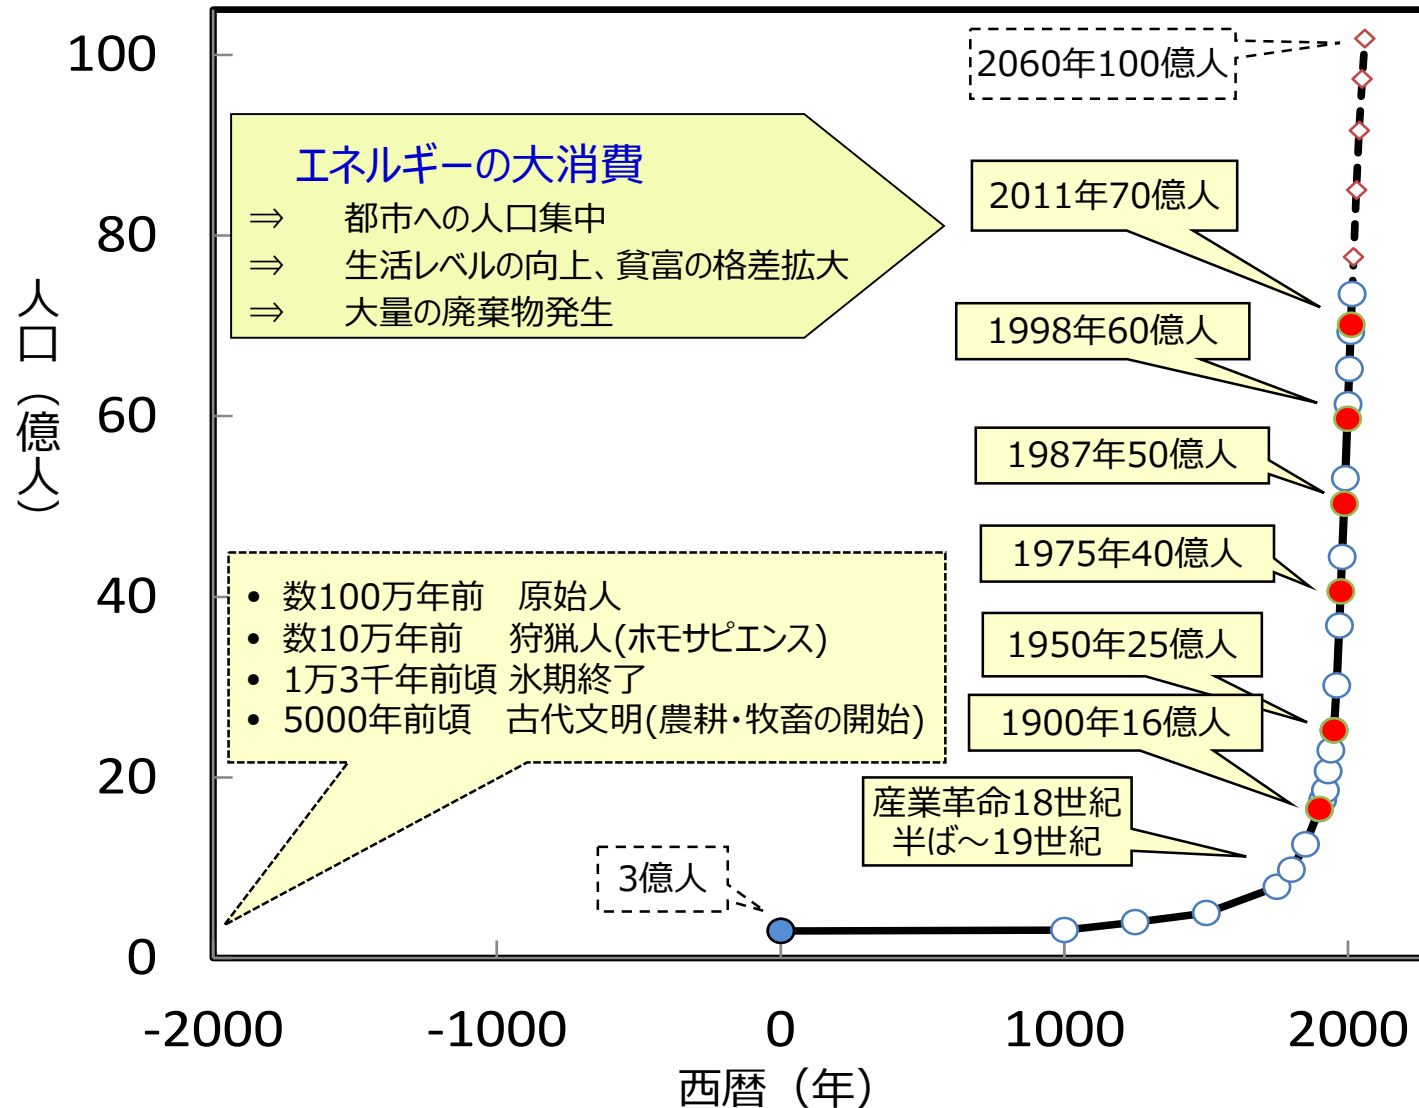 100
80
60
40
20
0
人口（億人）
-2000
-1000
0
1000
2000
西暦（年）
エネルギーの大消費
⇒ 都市への人口集中
⇒ 生活レベルの向上、貧富の格差拡大
⇒ 大量の廃棄物発生
2060年100億人
2011年70億人
1998年60億人
1987年50億人
1975年40億人
1950年25億人
1900年16億人
産業革命18世紀
半ば～19世紀
3億人
• 数100万年前 原始人
• 数10万年前 狩猟人(ホモサピエンス)
• 1万3千年前頃 氷期終了
• 5000年前頃 古代文明(農耕・牧畜の開始)